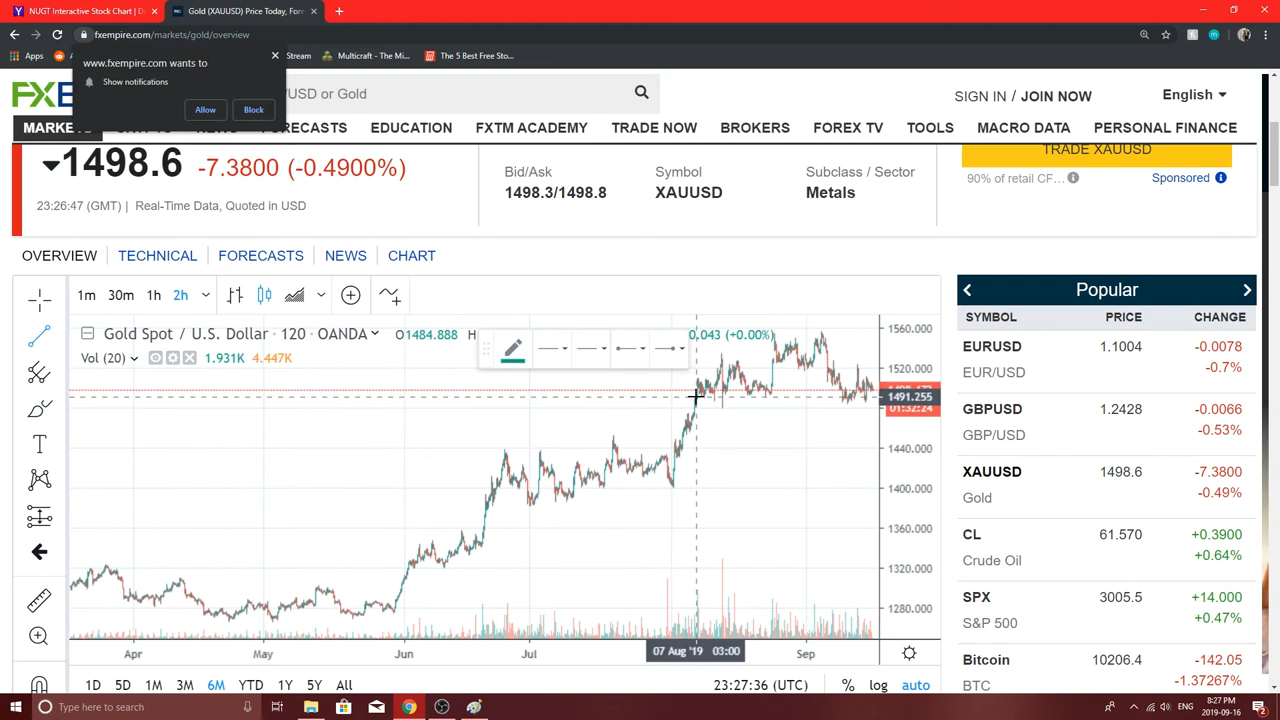 NUGT Interactive Stock Chart | D
Gold (XAUUSD) Price Today, Fore
fxempire.com/markets/gold/overview
Apps
Stream
Multicraft - The Mi...
The 5 Best Free Sto...
www.fxempire.com wants to
Show notifications
Allow
Block
FXE
USD or Gold
SIGN IN / JOIN NOW
English
MARKE
FORECASTS
EDUCATION
FXTM ACADEMY
TRADE NOW
BROKERS
FOREX TV
TOOLS
MACRO DATA
PERSONAL FINANCE
1498.6
-7.3800 (-0.4900%)
23:26:47 (GMT) | Real-Time Data, Quoted in USD
Bid/Ask
1498.3/1498.8
Symbol
XAUUSD
Subclass / Sector
Metals
TRADE XAUUSD
90% of retail CF...
Sponsored
OVERVIEW
TECHNICAL
FORECASTS
NEWS
CHART
1m 30m 1h 2h
Gold Spot / U.S. Dollar · 120 · OANDA
O1484.888 H
0.043 (+0.00%)
Vol (20)
1.931K 4.447K
1560.000
1520.000
1491.255
01:32:24
1440.000
1400.000
1360.000
1320.000
1280.000
Apr May Jun Jul 07 Aug '19 03:00 Sep
1D 5D 1M 3M 6M YTD 1Y 5Y All
23:27:36 (UTC)
% log auto
Popular
SYMBOL PRICE CHANGE
EURUSD 1.1004 -0.0078
EUR/USD -0.7%
GBPUSD 1.2428 -0.0066
GBP/USD -0.53%
XAUUSD 1498.6 -7.3800
Gold -0.49%
CL 61.570 +0.3900
Crude Oil +0.64%
SPX 3005.5 +14.000
S&P 500 +0.47%
Bitcoin 10206.4 -142.05
BTC -1.37267%
Type here to search
8:27 PM
2019-09-16
2